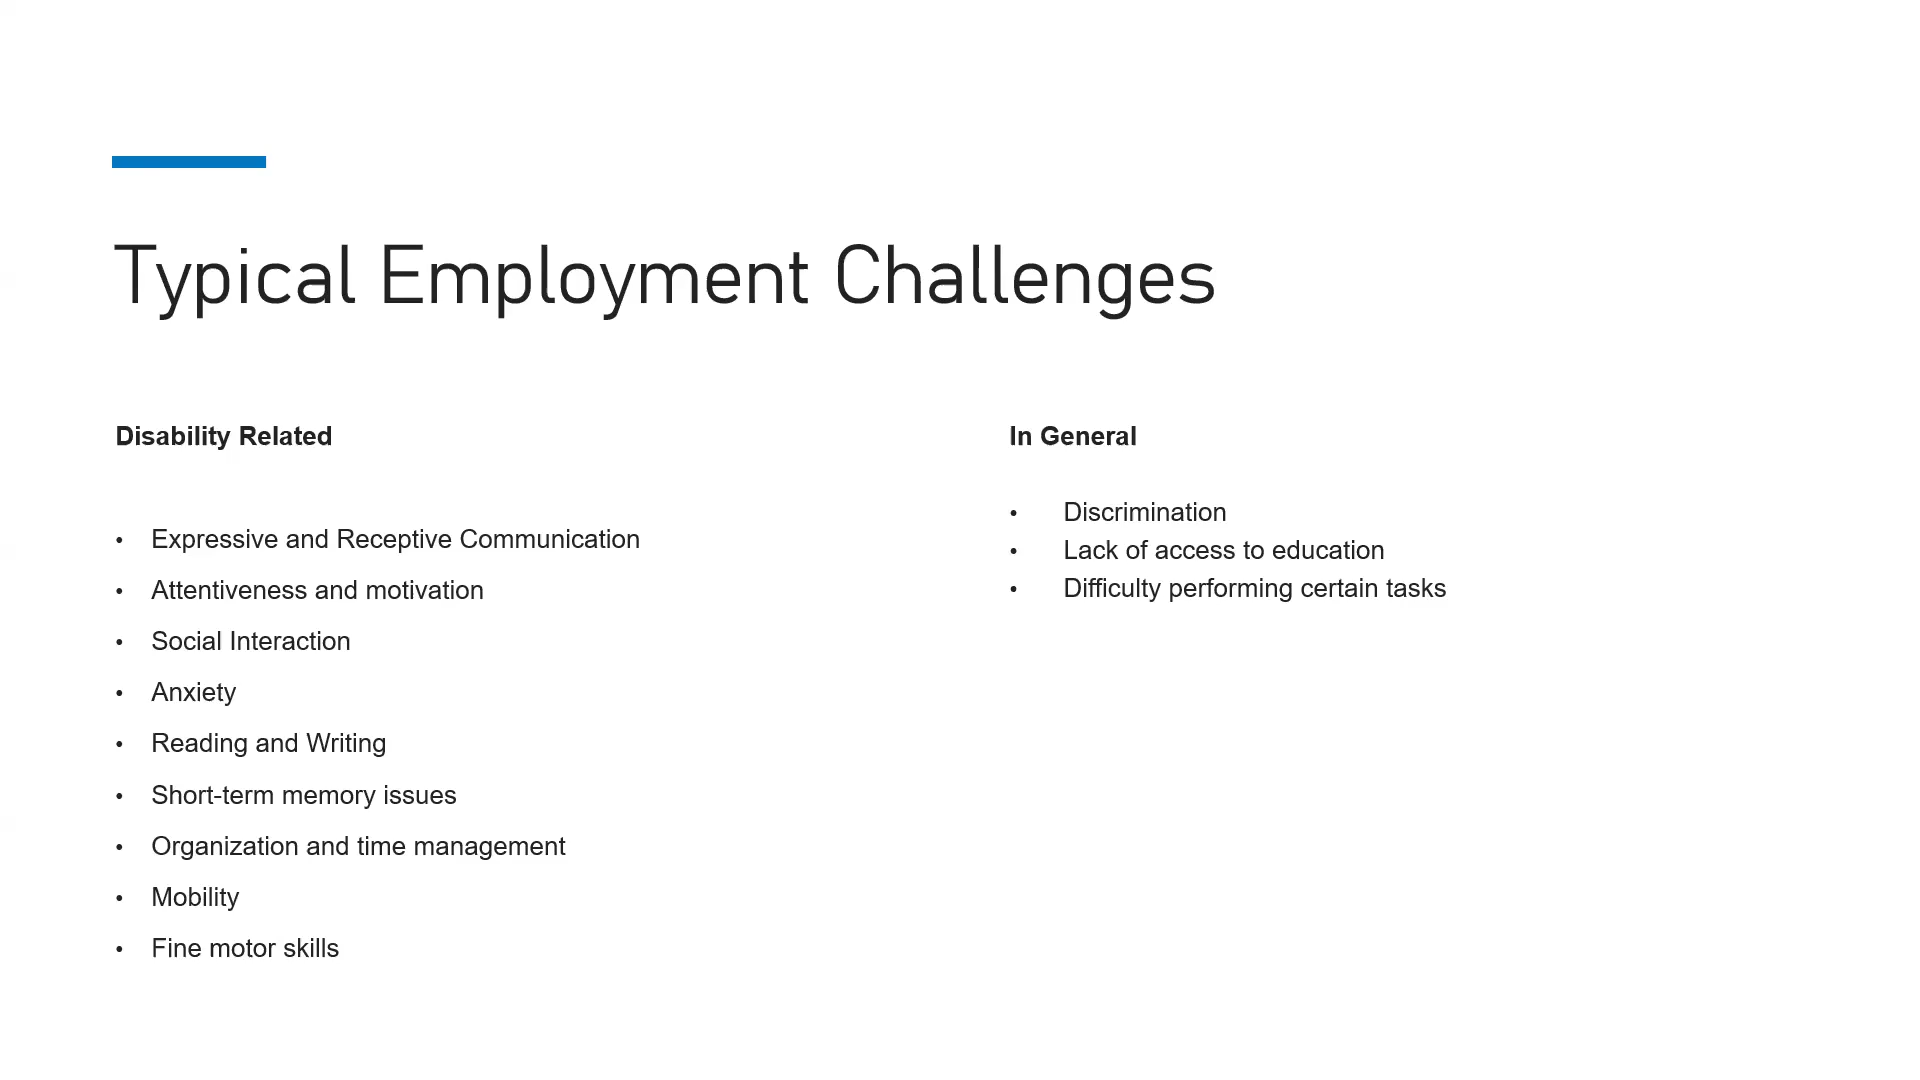 Typical Employment Challenges
Disability Related
• Expressive and Receptive Communication
• Attentiveness and motivation
• Social Interaction
• Anxiety
• Reading and Writing
• Short-term memory issues
• Organization and time management
• Mobility
• Fine motor skills
In General
• Discrimination
• Lack of access to education
• Difficulty performing certain tasks